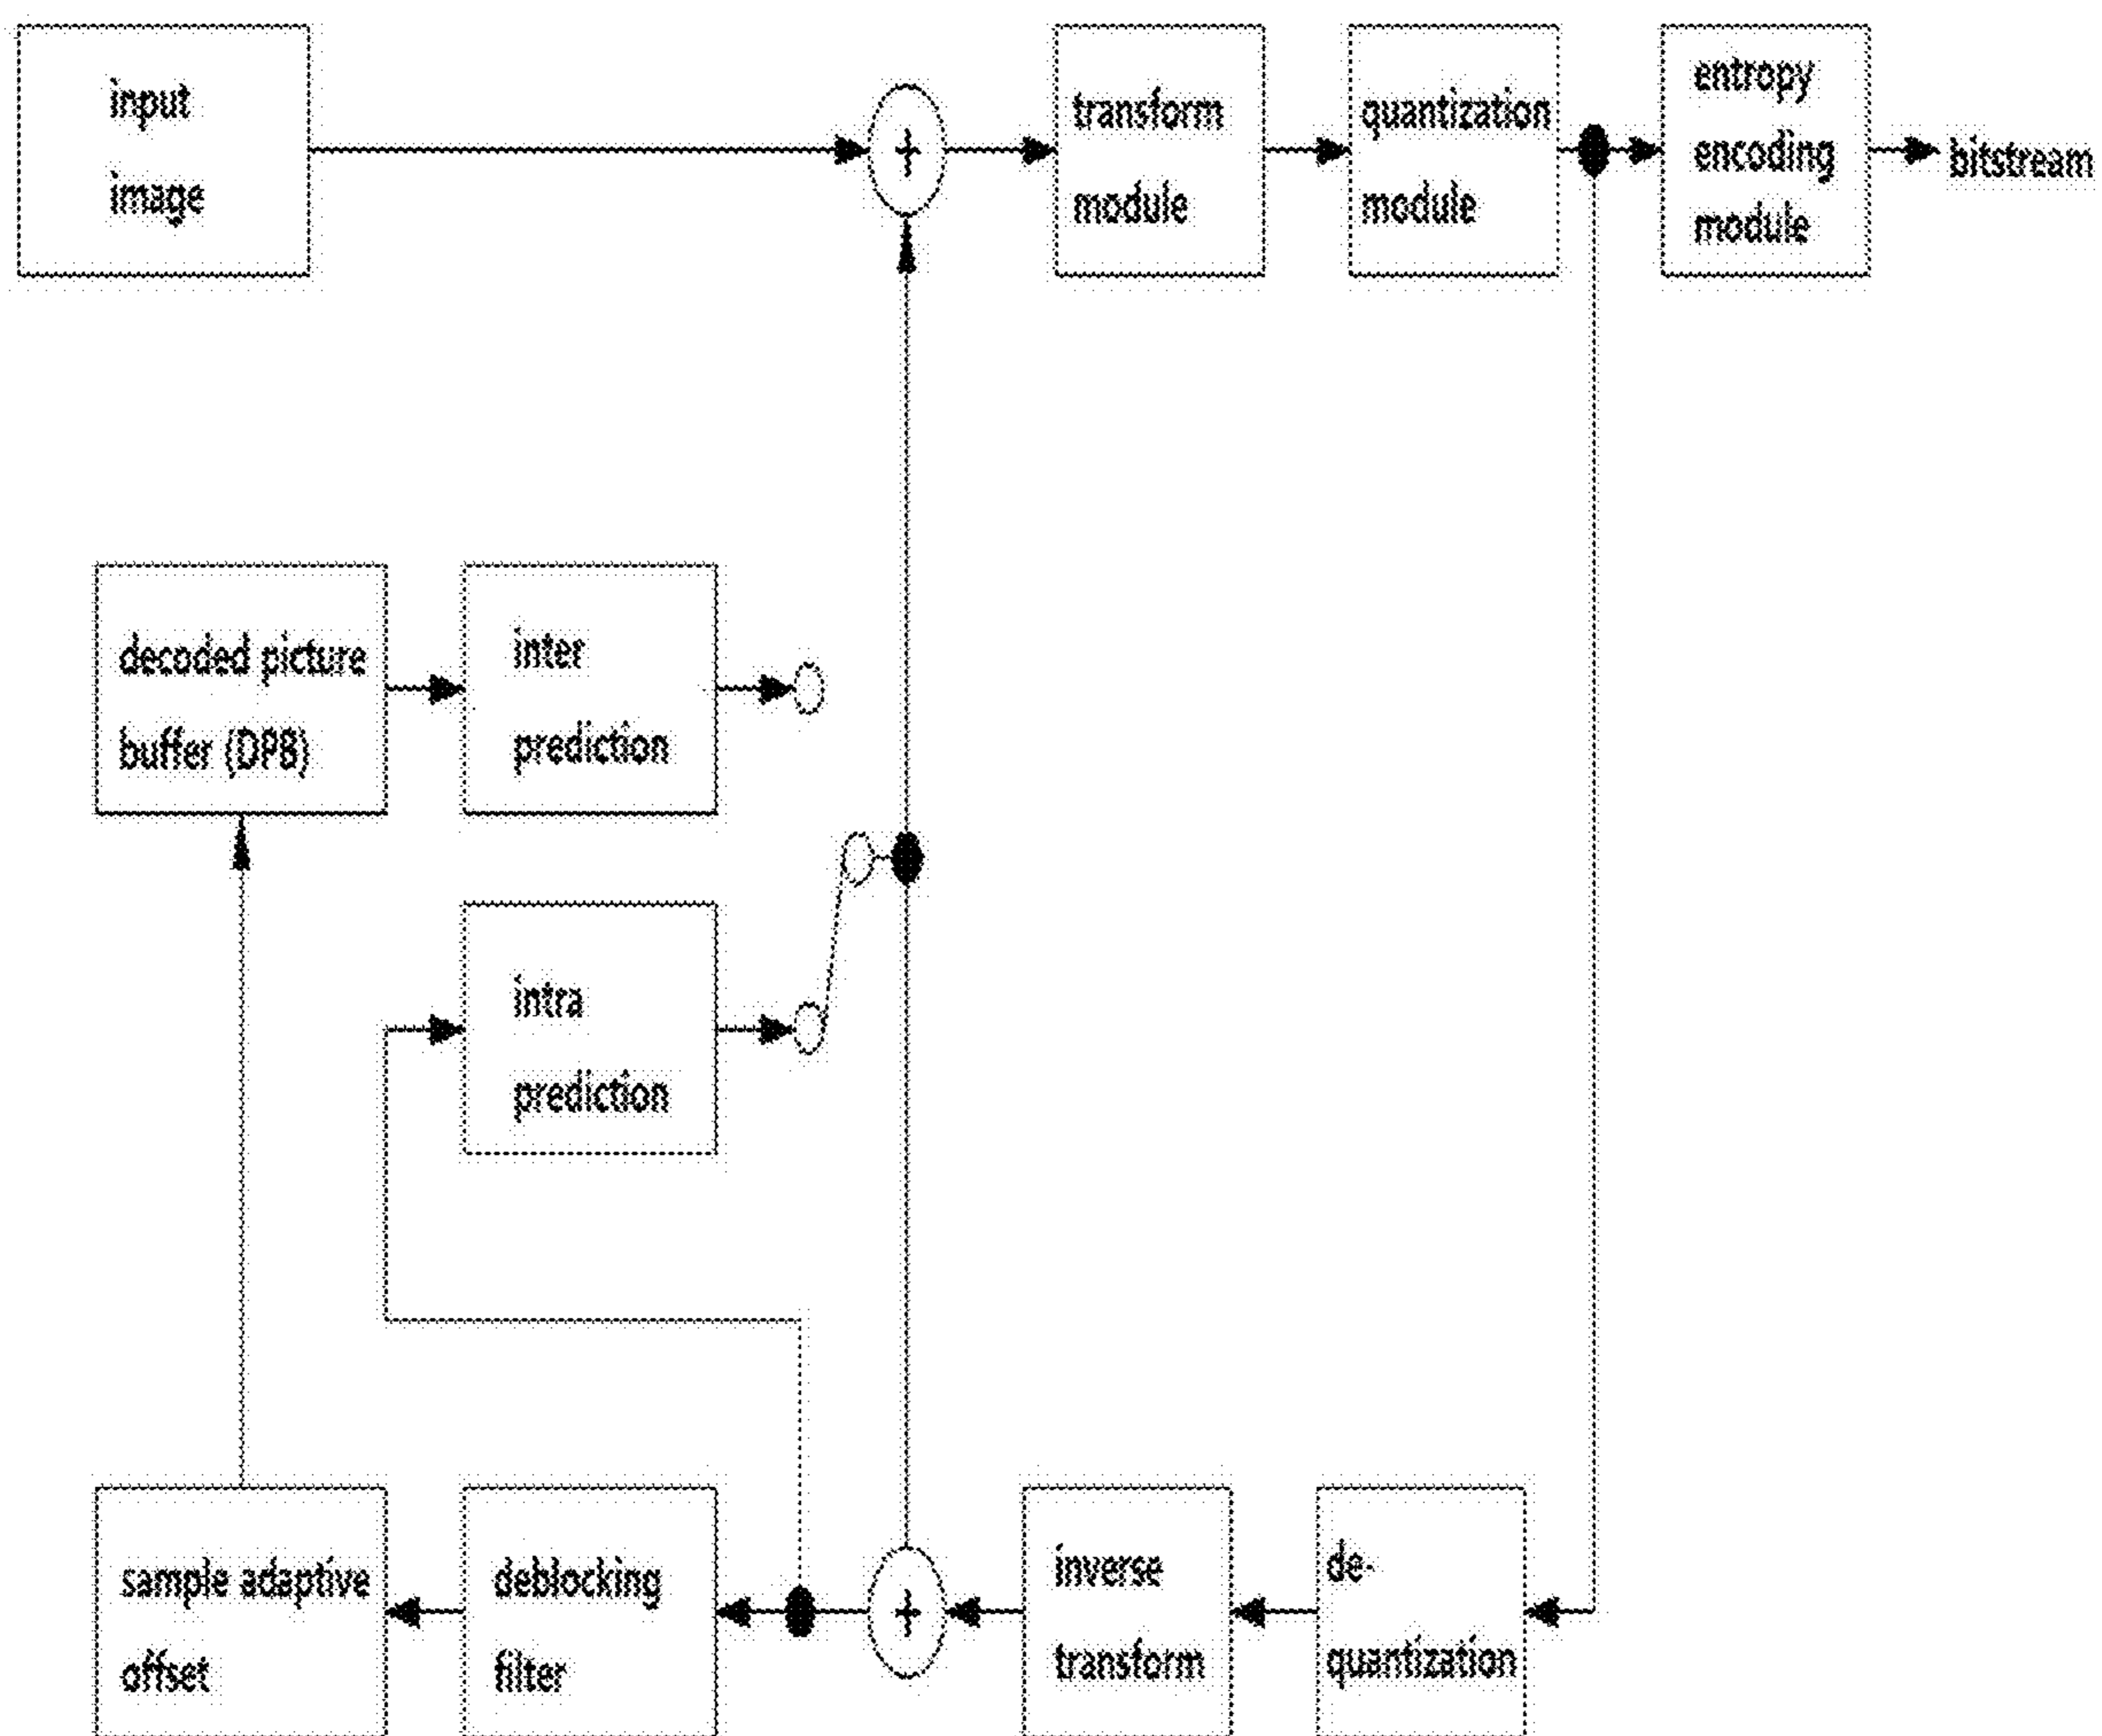 input
image
+
transform
module
quantization
module
entropy
encoding
module
bitstream
decoded picture
buffer (DPB)
inter
prediction
intra
prediction
sample adaptive
offset
deblocking
filter
+
inverse
transform
de-
quantization